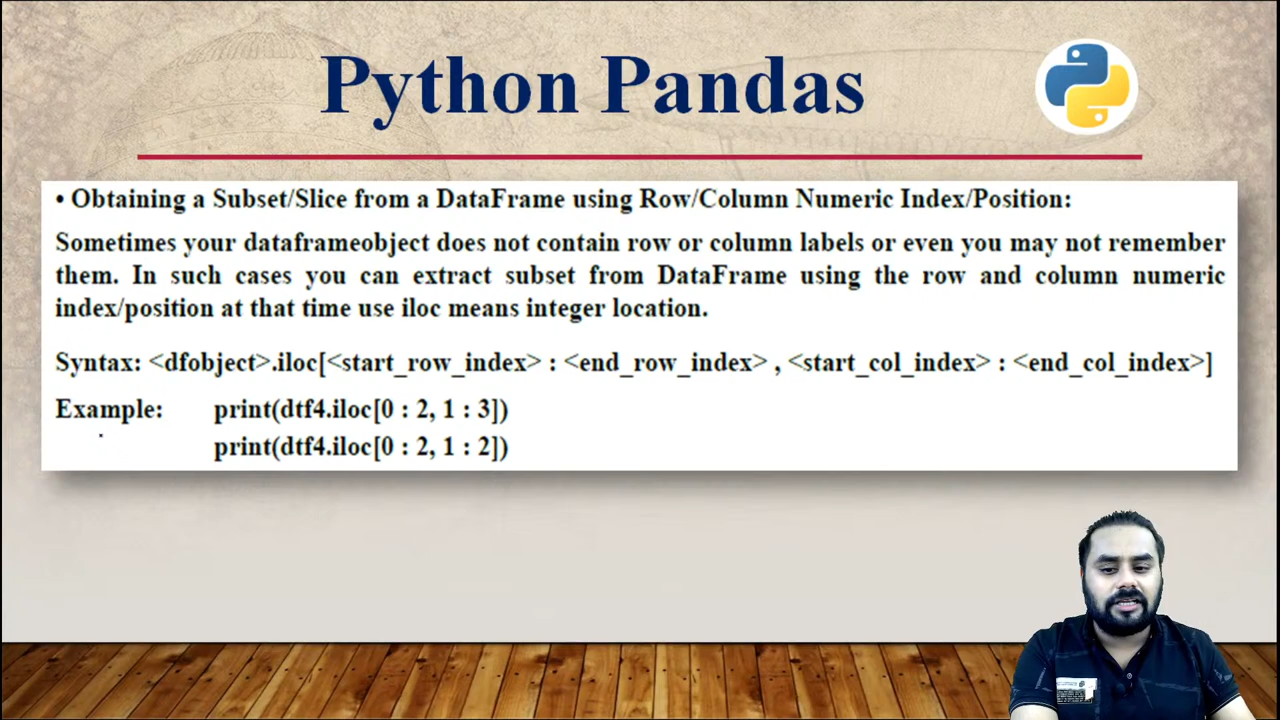 Python Pandas
• Obtaining a Subset/Slice from a DataFrame using Row/Column Numeric Index/Position:
Sometimes your dataframeobject does not contain row or column labels or even you may not remember
them. In such cases you can extract subset from DataFrame using the row and column numeric
index/position at that time use iloc means integer location.
Syntax: <dfobject>.iloc[<start_row_index> : <end_row_index> , <start_col_index> : <end_col_index>]
Example: print(dtf4.iloc[0 : 2, 1 : 3])
print(dtf4.iloc[0 : 2, 1 : 2])